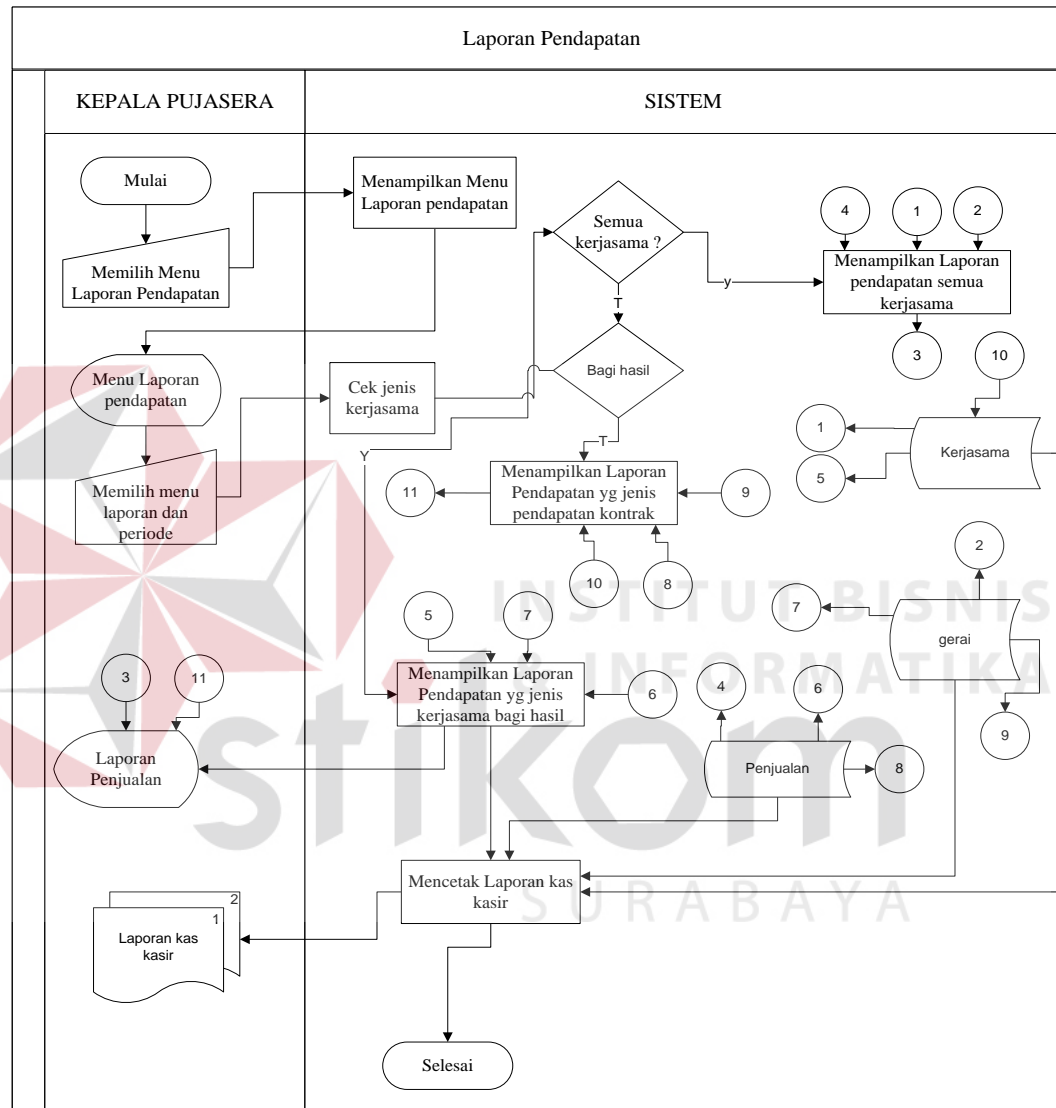 Laporan Pendapatan
KEPALA PUJASERA
SISTEM
Mulai
Memilih Menu
Laporan Pendapatan
Menampilkan Menu
Laporan pendapatan
Semua
kerjasama ?
y
T
4
1
2
Menampilkan Laporan
pendapatan semua
kerjasama
3
Menu Laporan
pendapatan
Cek jenis
kerjasama
Bagi hasil
Y
T
10
1
5
Kerjasama
Memilih menu
laporan dan
periode
11
Menampilkan Laporan
Pendapatan yg jenis
pendapatan kontrak
9
10
8
2
7
gerai
9
5
7
Menampilkan Laporan
Pendapatan yg jenis
kerjasama bagi hasil
6
4
6
Penjualan
8
3
11
Laporan
Penjualan
Mencetak Laporan kas
kasir
2
1
Laporan kas
kasir
Selesai
INSTITUT BISNIS
& INFORMATIKA
stikom
SURABAYA